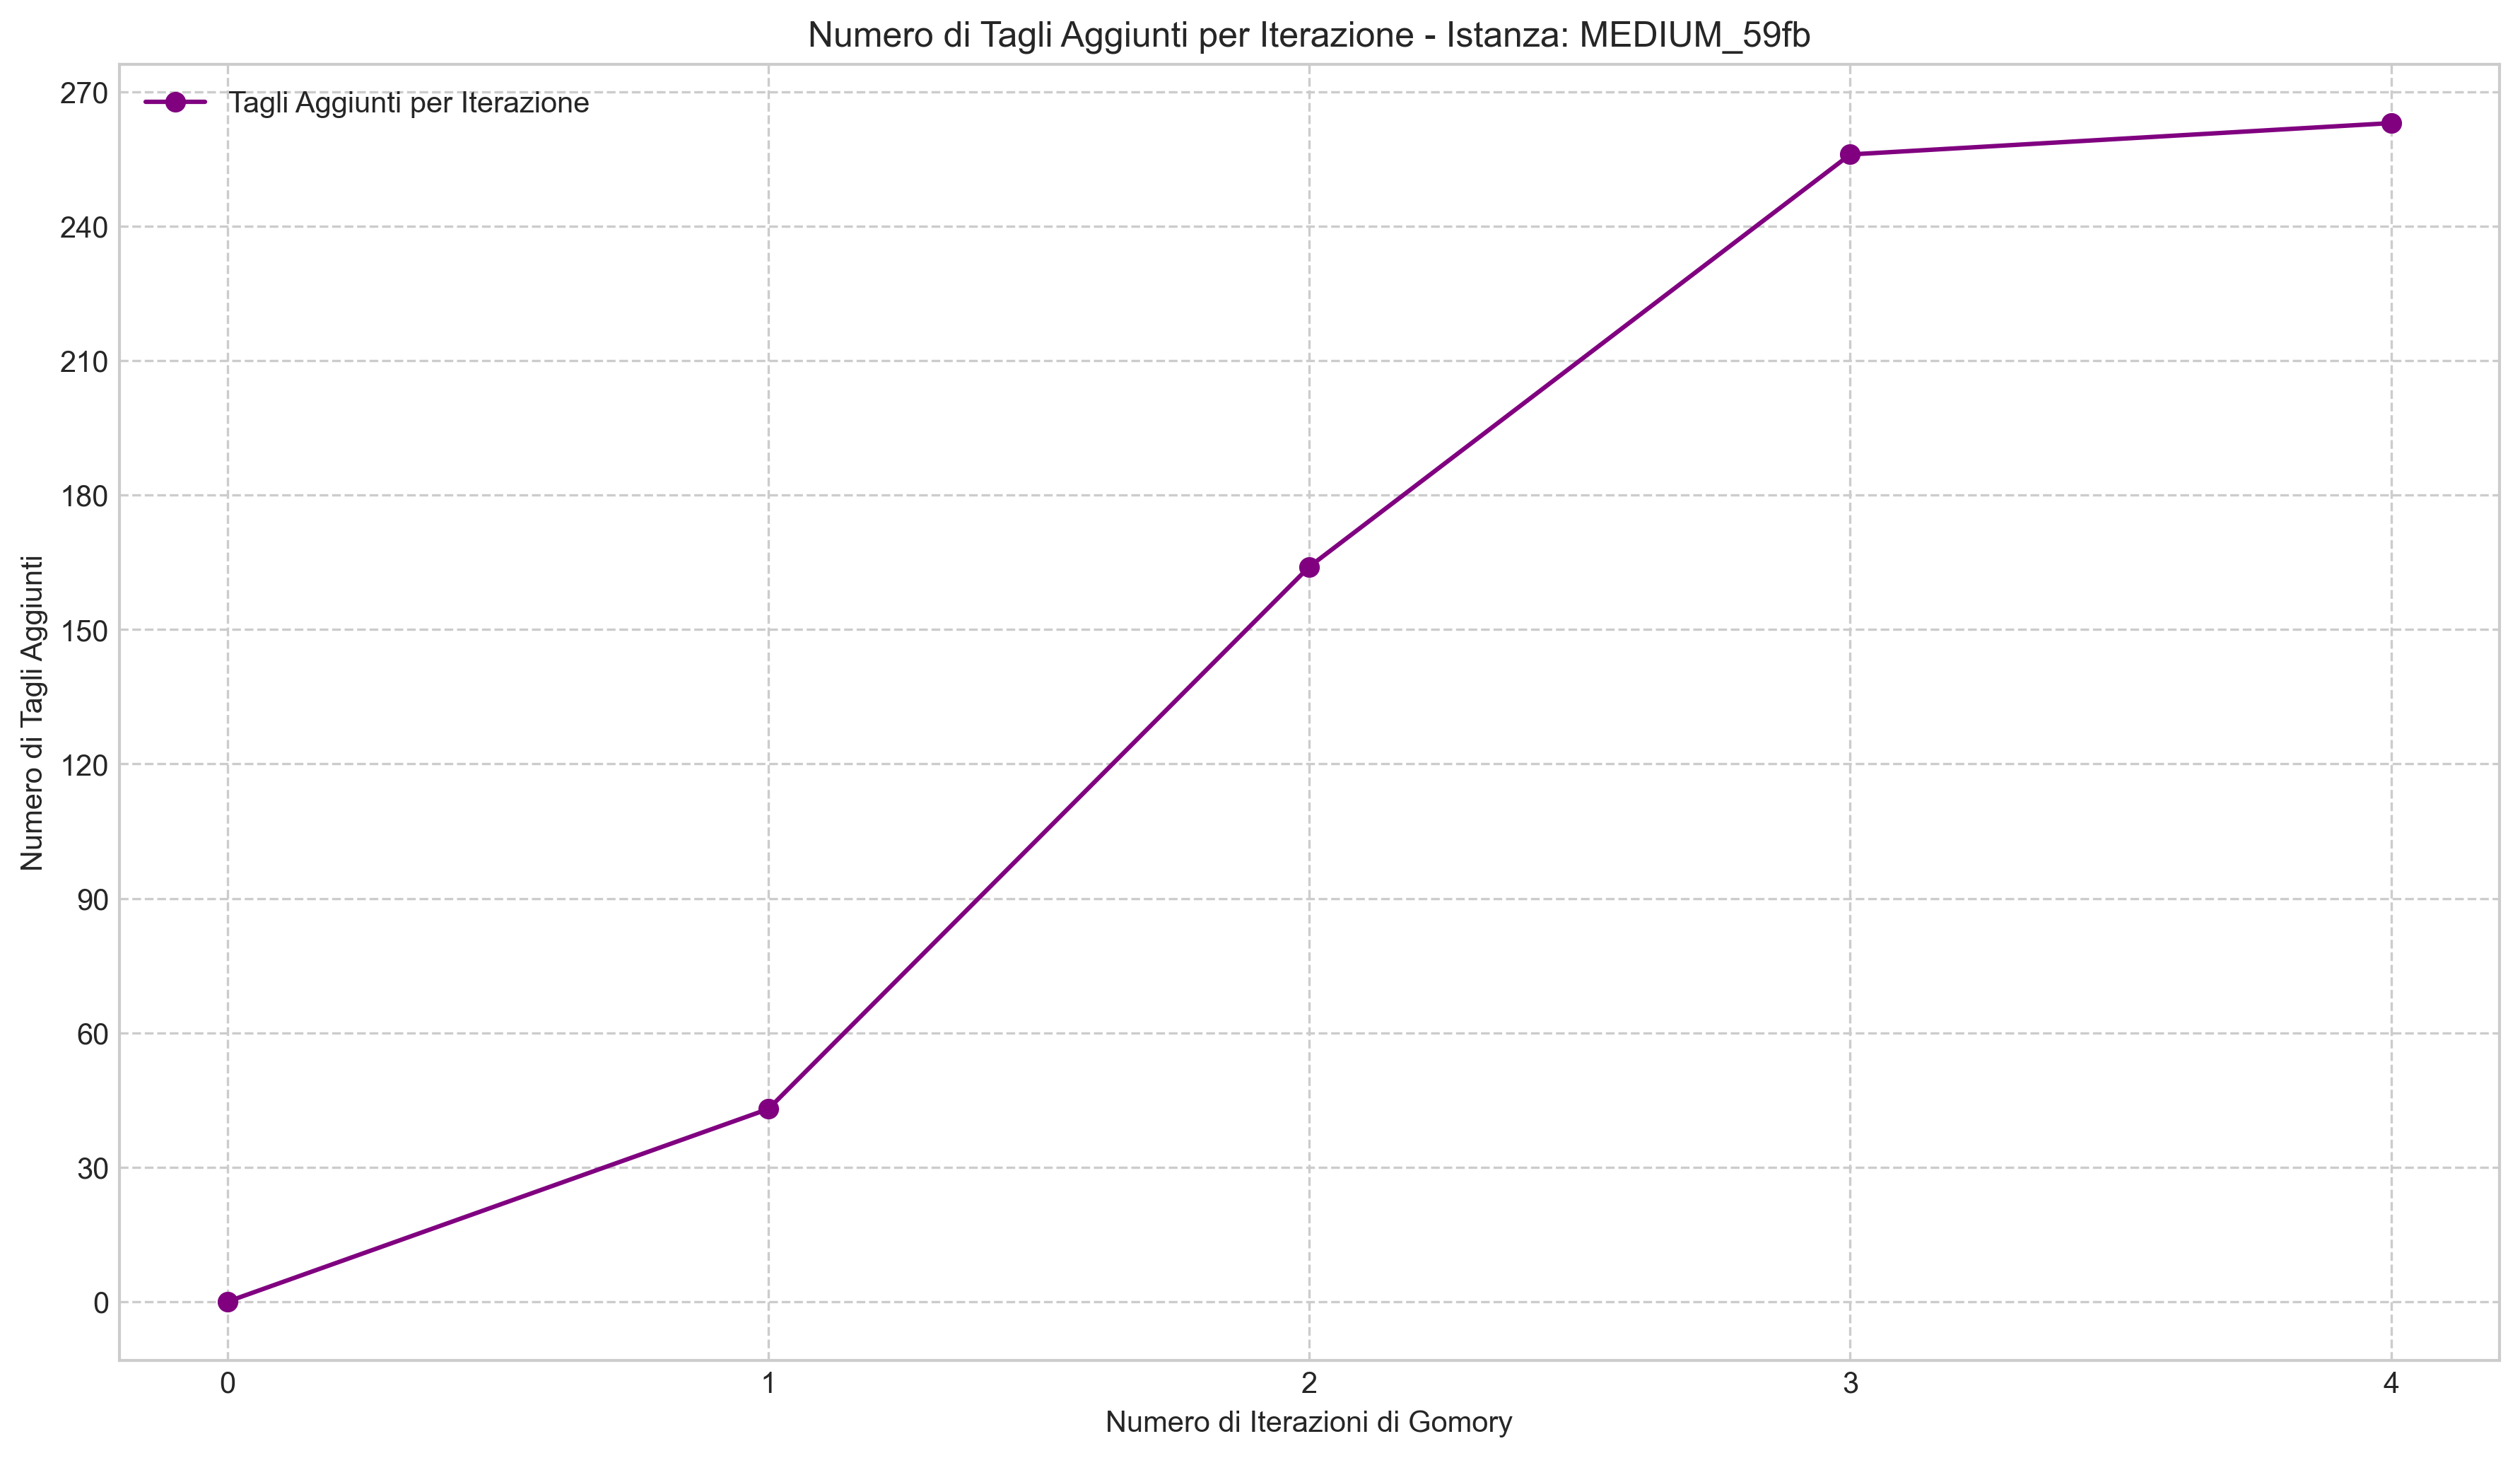 Numero di Tagli Aggiunti per Iterazione - Istanza: MEDIUM_59fb
Tagli Aggiunti per Iterazione
Numero di Tagli Aggiunti
270
240
210
180
150
120
90
60
30
0
0 1 2 3 4
Numero di Iterazioni di Gomory